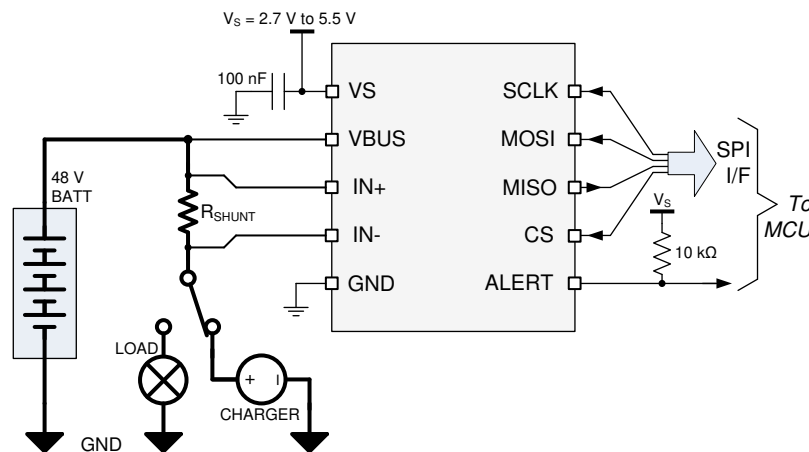 V_S = 2.7 V to 5.5 V
100 nF
VS
SCLK
VBUS
MOSI
SPI
I/F
48 V
BATT
IN+
MISO
R_SHUNT
V_S
To
MCU
IN-
CS
10 kΩ
GND
ALERT
LOAD
+
I
CHARGER
GND